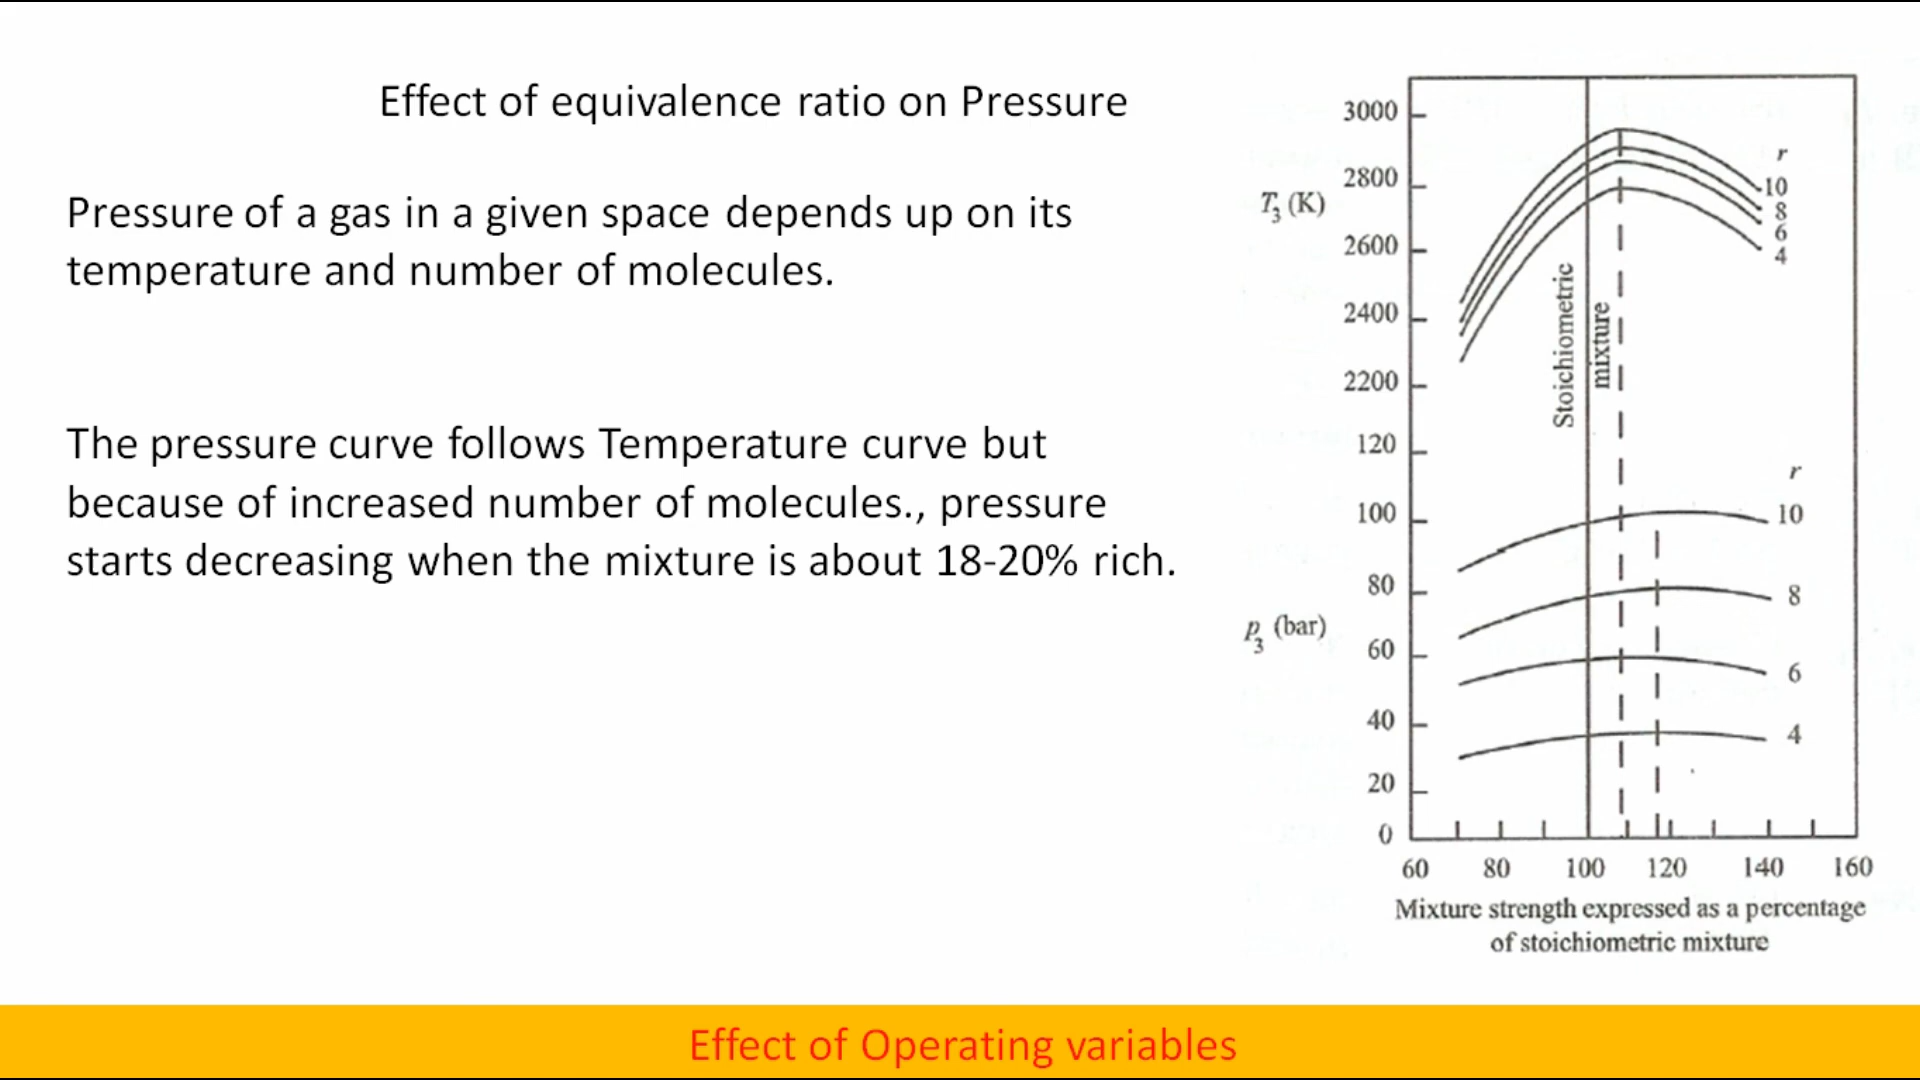 Effect of equivalence ratio on Pressure
Pressure of a gas in a given space depends up on its
temperature and number of molecules.
The pressure curve follows Temperature curve but
because of increased number of molecules., pressure
starts decreasing when the mixture is about 18-20% rich.
3000
2800
T3 (K)
2600
2400
2200
r
10
8
6
4
Stoichiometric
mixture
120
100
80
p3 (bar)
60
40
20
0
r
10
8
6
4
60 80 100 120 140 160
Mixture strength expressed as a percentage
of stoichiometric mixture
Effect of Operating variables